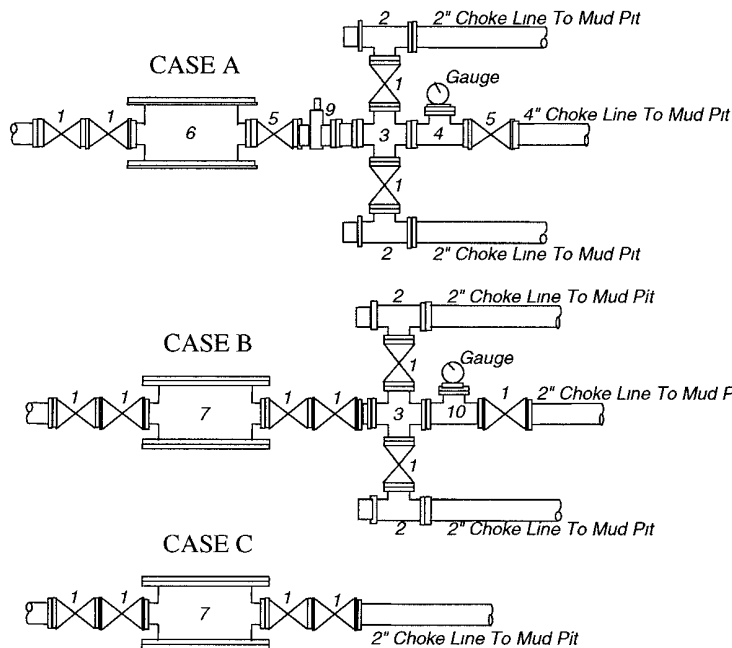 2 2" Choke Line To Mud Pit
CASE A
Gauge
1
1 1 6 5 9 3 4 5 4" Choke Line To Mud Pit
1
2 2" Choke Line To Mud Pit
2 2" Choke Line To Mud Pit
CASE B
Gauge
1
1 1 7 1 1 3 10 1 2" Choke Line To Mud P
1
2 2" Choke Line To Mud Pit
CASE C
1 1 7 1 1
2" Choke Line To Mud Pit